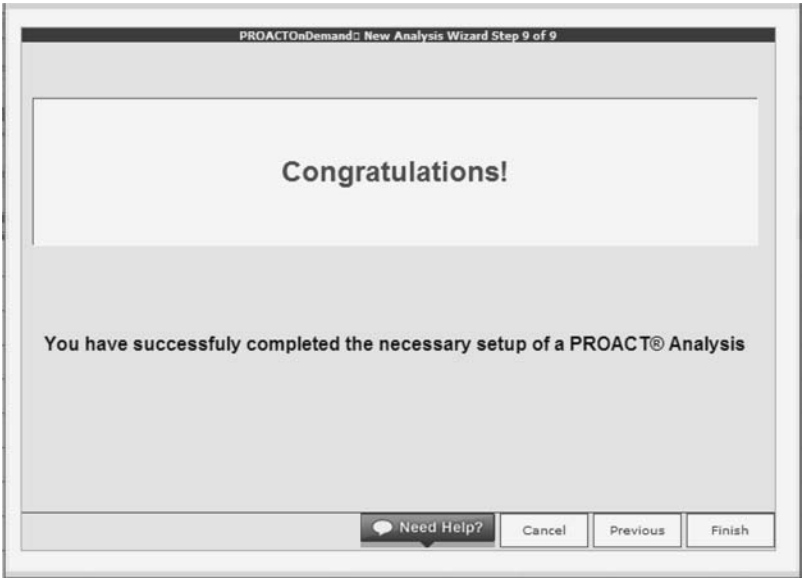 PROACTOnDemand▯ New Analysis Wizard Step 9 of 9
Congratulations!
You have successfuly completed the necessary setup of a PROACT® Analysis
Need Help?
Cancel
Previous
Finish